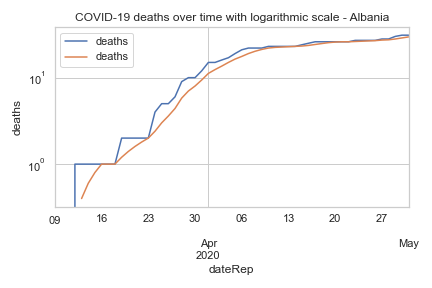 COVID-19 deaths over time with logarithmic scale - Albania
deaths
deaths
deaths
10¹
10⁰
09 16 23 30 06 13 20 27
Apr May
2020
dateRep